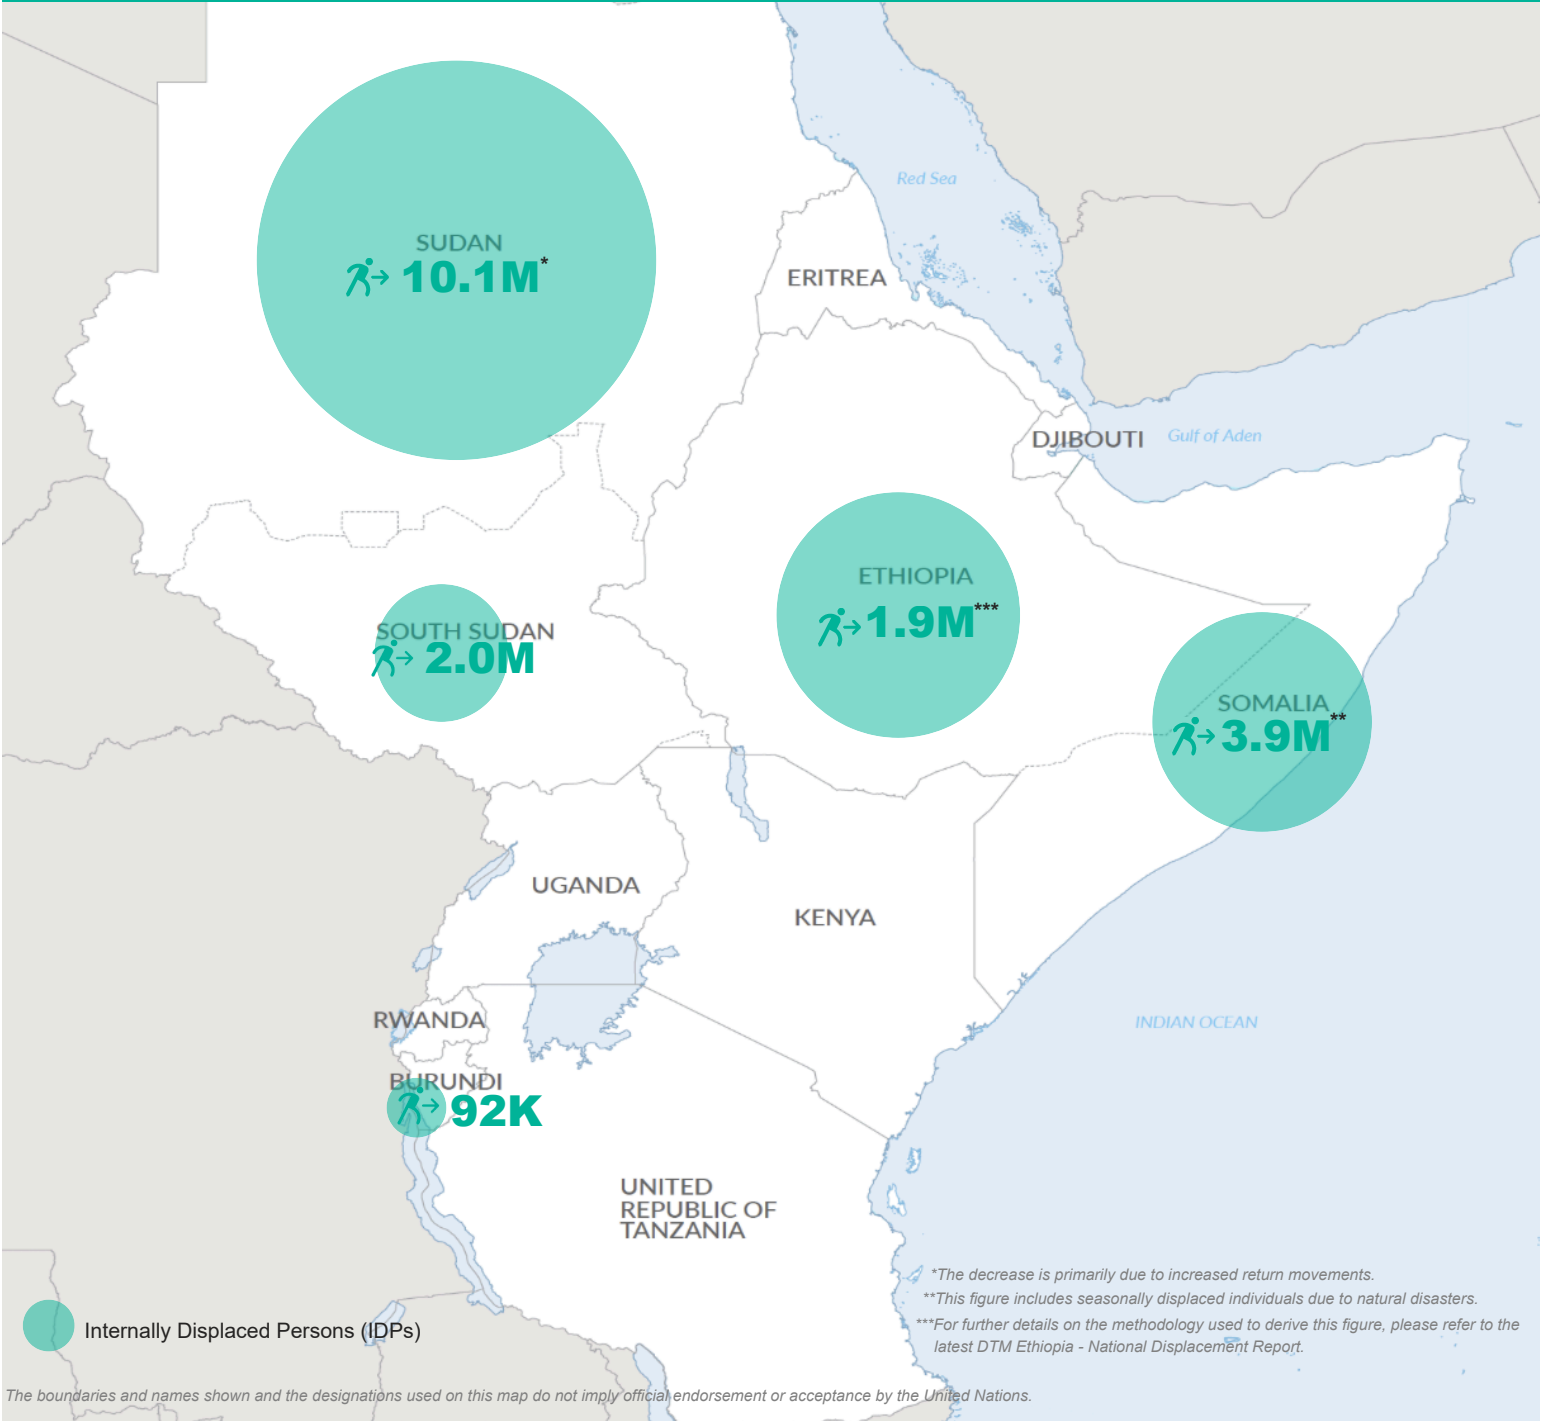 Red Sea
SUDAN
10.1M*
ERITREA
DJIBOUTI
Gulf of Aden
ETHIOPIA
1.9M***
SOUTH SUDAN
2.0M
SOMALIA
3.9M**
UGANDA
KENYA
RWANDA
INDIAN OCEAN
BURUNDI
92K
UNITED
REPUBLIC OF
TANZANIA
*The decrease is primarily due to increased return movements.
**This figure includes seasonally displaced individuals due to natural disasters.
***For further details on the methodology used to derive this figure, please refer to the
latest DTM Ethiopia - National Displacement Report.
Internally Displaced Persons (IDPs)
The boundaries and names shown and the designations used on this map do not imply official endorsement or acceptance by the United Nations.